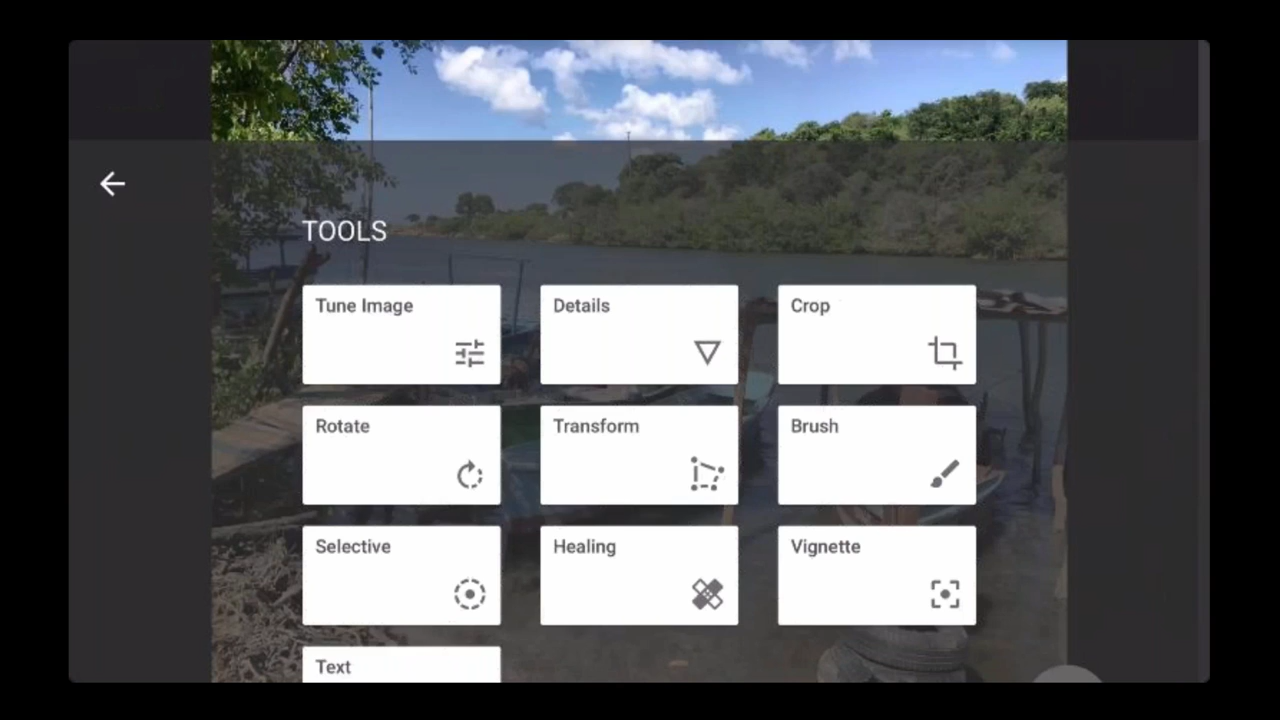 TOOLS
Tune Image
Details
Crop
Rotate
Transform
Brush
Selective
Healing
Vignette
Text